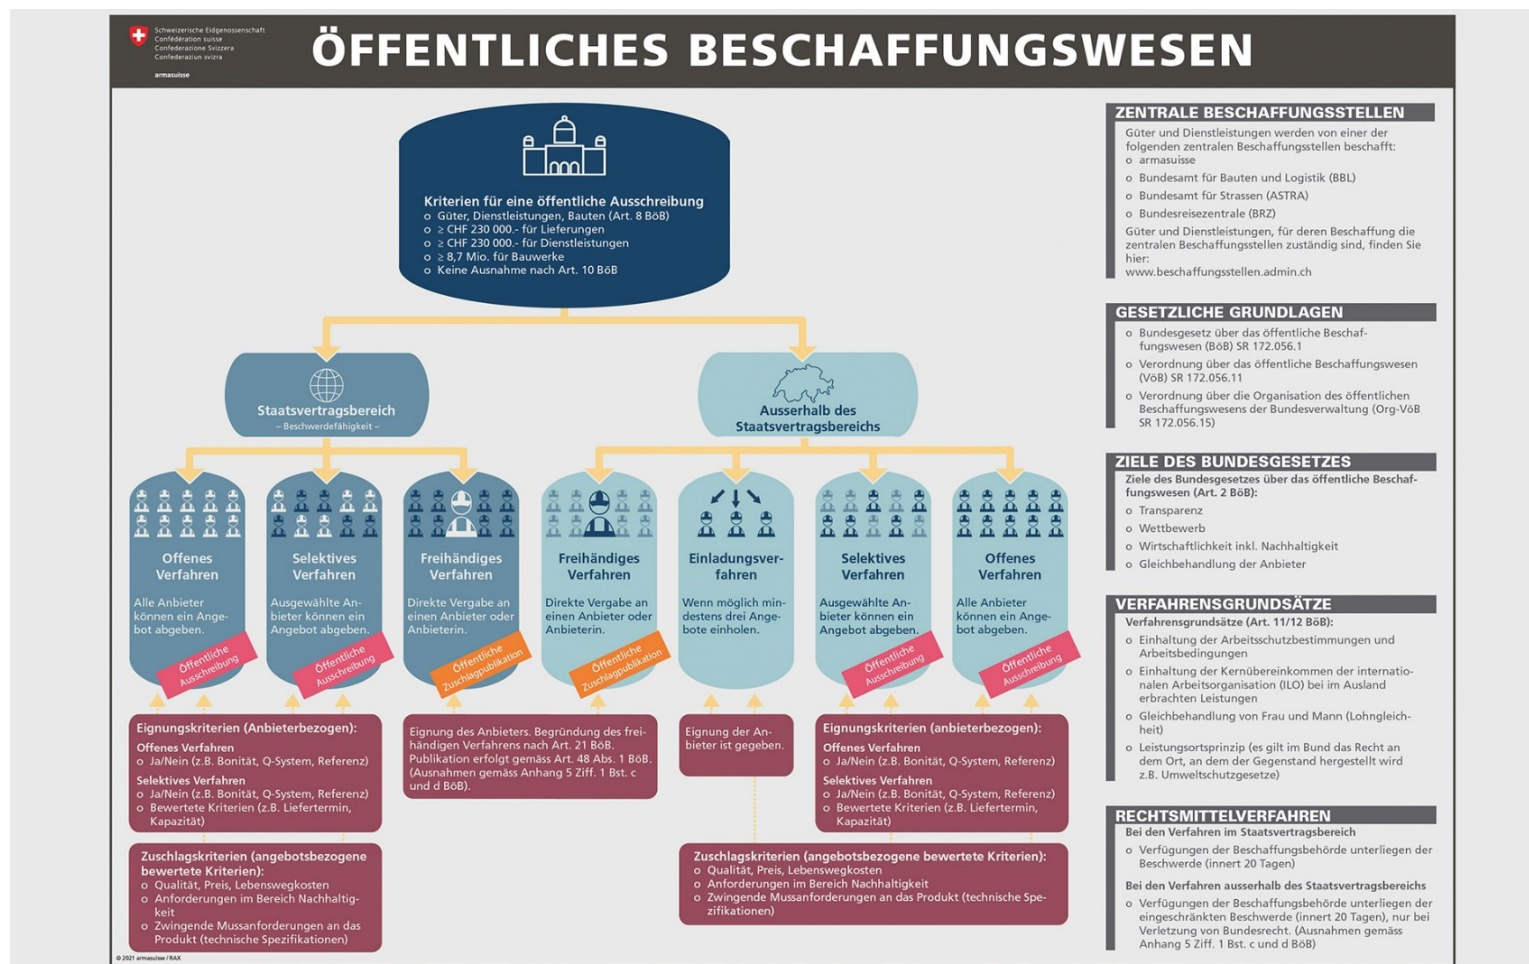 Schweizerische Eidgenossenschaft
Confédération suisse
Confederazione Svizzera
Confederaziun svizra
armasuisse
ÖFFENTLICHES BESCHAFFUNGSWESEN
Kriterien für eine öffentliche Ausschreibung
o Güter, Dienstleistungen, Bauten (Art. 8 BöB)
o ≥ CHF 230 000.- für Lieferungen
o ≥ CHF 230 000.- für Dienstleistungen
o ≥ 8,7 Mio. für Bauwerke
o Keine Ausnahme nach Art. 10 BöB
Staatsvertragsbereich
– Beschwerdefähigkeit –
Ausserhalb des
Staatsvertragsbereichs
Offenes
Verfahren
Alle Anbieter
können ein Ange-
bot abgeben.
Öffentliche
Ausschreibung
Selektives
Verfahren
Ausgewählte An-
bieter können ein
Angebot abgeben.
Öffentliche
Ausschreibung
Freihändiges
Verfahren
Direkte Vergabe an
einen Anbieter oder
Anbieterin.
Öffentliche
Zuschlagpublikation
Freihändiges
Verfahren
Direkte Vergabe an
einen Anbieter oder
Anbieterin.
Öffentliche
Zuschlagpublikation
Einladungsver-
fahren
Wenn möglich min-
destens drei Ange-
bote einholen.
Selektives
Verfahren
Ausgewählte An-
bieter können ein
Angebot abgeben.
Öffentliche
Ausschreibung
Offenes
Verfahren
Alle Anbieter
können ein Ange-
bot abgeben.
Öffentliche
Ausschreibung
Eignungskriterien (Anbieterbezogen):
Offenes Verfahren
o Ja/Nein (z.B. Bonität, Q-System, Referenz)
Selektives Verfahren
o Ja/Nein (z.B. Bonität, Q-System, Referenz)
o Bewertete Kriterien (z.B. Liefertermin,
Kapazität)
Eignung des Anbieters. Begründung des frei-
händigen Verfahrens nach Art. 21 BöB.
Publikation erfolgt gemäss Art. 48 Abs. 1 BöB.
(Ausnahmen gemäss Anhang 5 Ziff. 1 Bst. c
und d BöB).
Eignung der An-
bieter ist gegeben.
Eignungskriterien (anbieterbezogen):
Offenes Verfahren
o Ja/Nein (z.B. Bonität, Q-System, Referenz)
Selektives Verfahren
o Ja/Nein (z.B. Bonität, Q-System, Referenz)
o Bewertete Kriterien (z.B. Liefertermin,
Kapazität)
Zuschlagskriterien (angebotsbezogene
bewertete Kriterien):
o Qualität, Preis, Lebenswegkosten
o Anforderungen im Bereich Nachhaltig-
keit
o Zwingende Mussanforderungen an das
Produkt (technische Spezifikationen)
Zuschlagskriterien (angebotsbezogene bewertete Kriterien):
o Qualität, Preis, Lebenswegkosten
o Anforderungen im Bereich Nachhaltigkeit
o Zwingende Mussanforderungen an das Produkt (technische Spe-
zifikationen)
© 2021 armasuisse / RAX
ZENTRALE BESCHAFFUNGSSTELLEN
Güter und Dienstleistungen werden von einer der
folgenden zentralen Beschaffungsstellen beschafft:
o armasuisse
o Bundesamt für Bauten und Logistik (BBL)
o Bundesamt für Strassen (ASTRA)
o Bundesreisezentrale (BRZ)
Güter und Dienstleistungen, für deren Beschaffung die
zentralen Beschaffungsstellen zuständig sind, finden Sie
hier:
www.beschaffungsstellen.admin.ch
GESETZLICHE GRUNDLAGEN
o Bundesgesetz über das öffentliche Beschaf-
fungswesen (BöB) SR 172.056.1
o Verordnung über das öffentliche Beschaffungswesen
(VöB) SR 172.056.11
o Verordnung über die Organisation des öffentlichen
Beschaffungswesens der Bundesverwaltung (Org-VöB
SR 172.056.15)
ZIELE DES BUNDESGESETZES
Ziele des Bundesgesetzes über das öffentliche Beschaf-
fungswesen (Art. 2 BöB):
o Transparenz
o Wettbewerb
o Wirtschaftlichkeit inkl. Nachhaltigkeit
o Gleichbehandlung der Anbieter
VERFAHRENSGRUNDSÄTZE
Verfahrensgrundsätze (Art. 11/12 BöB):
o Einhaltung der Arbeitsschutzbestimmungen und
Arbeitsbedingungen
o Einhaltung der Kernübereinkommen der internatio-
nalen Arbeitsorganisation (ILO) bei im Ausland
erbrachten Leistungen
o Gleichbehandlung von Frau und Mann (Lohngleich-
heit)
o Leistungsortsprinzip (es gilt im Bund das Recht an
dem Ort, an dem der Gegenstand hergestellt wird
z.B. Umweltschutzgesetze)
RECHTSMITTELVERFAHREN
Bei den Verfahren im Staatsvertragsbereich
o Verfügungen der Beschaffungsbehörde unterliegen der
Beschwerde (innert 20 Tagen)
Bei den Verfahren ausserhalb des Staatsvertragsbereichs
o Verfügungen der Beschaffungsbehörde unterliegen der
eingeschränkten Beschwerde (innert 20 Tagen), nur bei
Verletzung von Bundesrecht. (Ausnahmen gemäss
Anhang 5 Ziff. 1 Bst. c und d BöB)